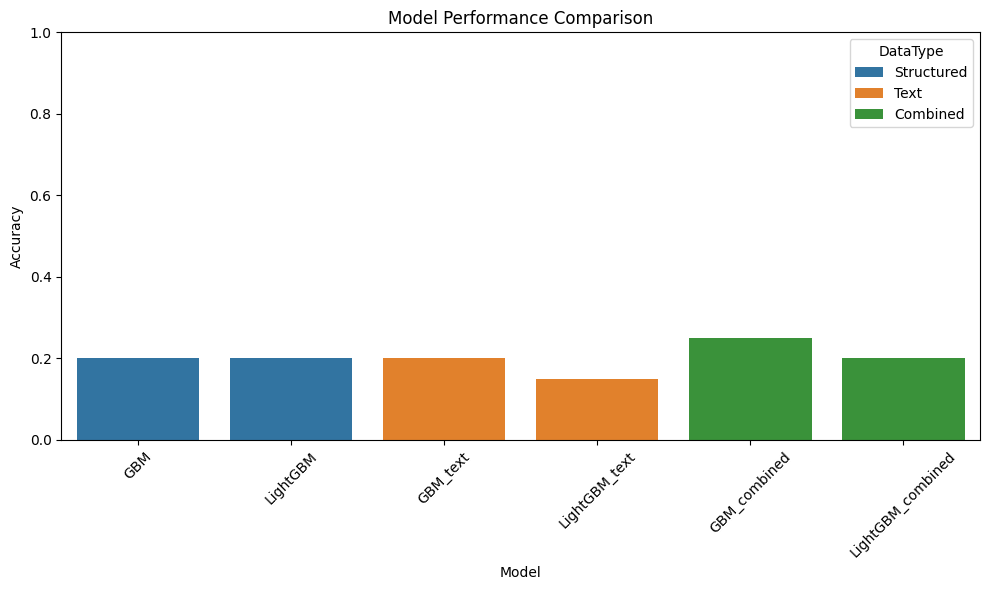 Model Performance Comparison
DataType
Structured
Text
Combined
Accuracy
1.0
0.8
0.6
0.4
0.2
0.0
GBM
LightGBM
GBM_text
LightGBM_text
GBM_combined
LightGBM_combined
Model